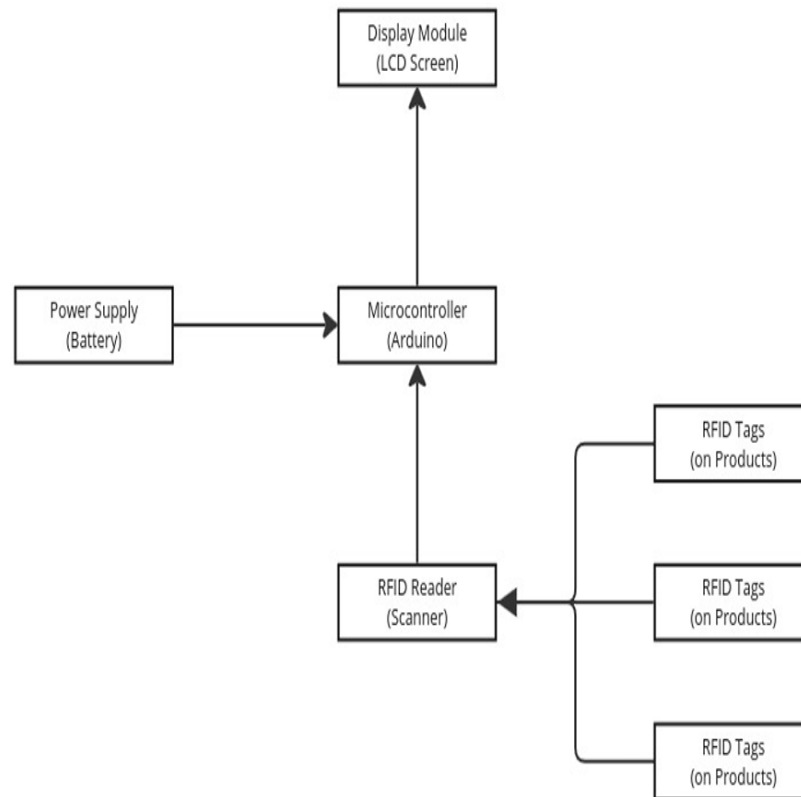 Display Module
(LCD Screen)
Power Supply
(Battery)
Microcontroller
(Arduino)
RFID Tags
(on Products)
RFID Reader
(Scanner)
RFID Tags
(on Products)
RFID Tags
(on Products)